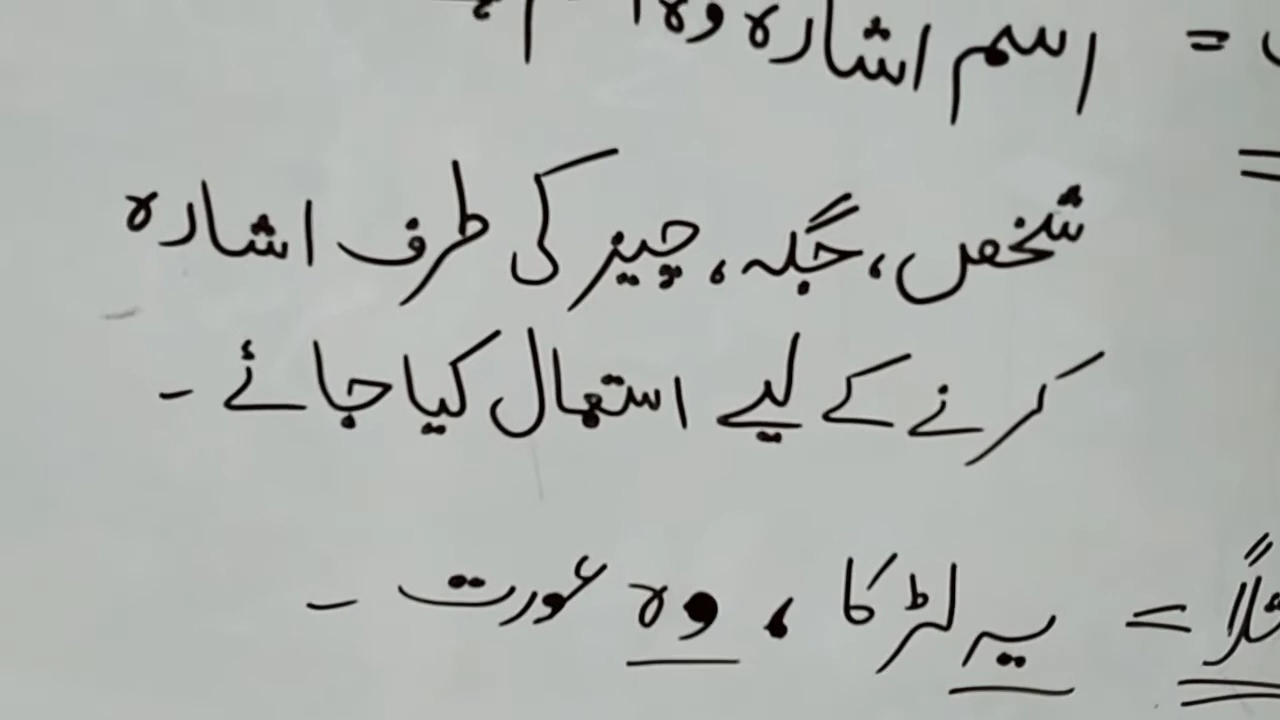 = اسم اشارہ وہ
شخص، جگہ، چیز کی طرف اشارہ
کرنے کے لیے استعمال کیا جائے ۔
= یہ لڑکا، وہ عورت ۔